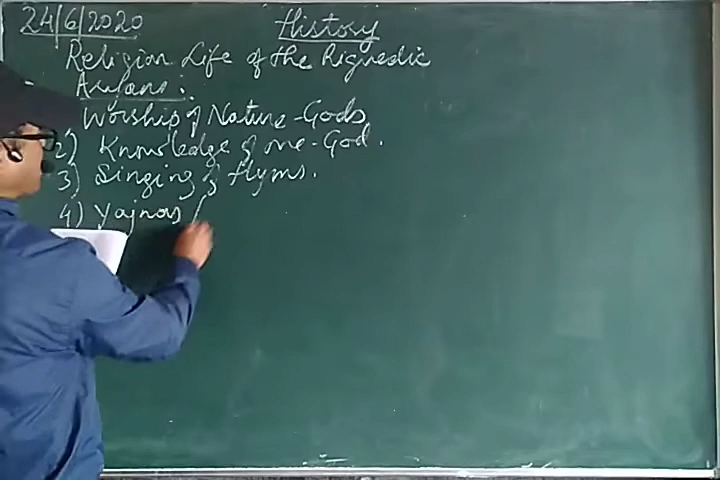 24/6/2020 History
Religion Life of the Rigvedic
Aryans :
Worship of Nature-Gods.
2) Knowledge of one-God.
3) Singing of Hyms.
4) Yajnas (